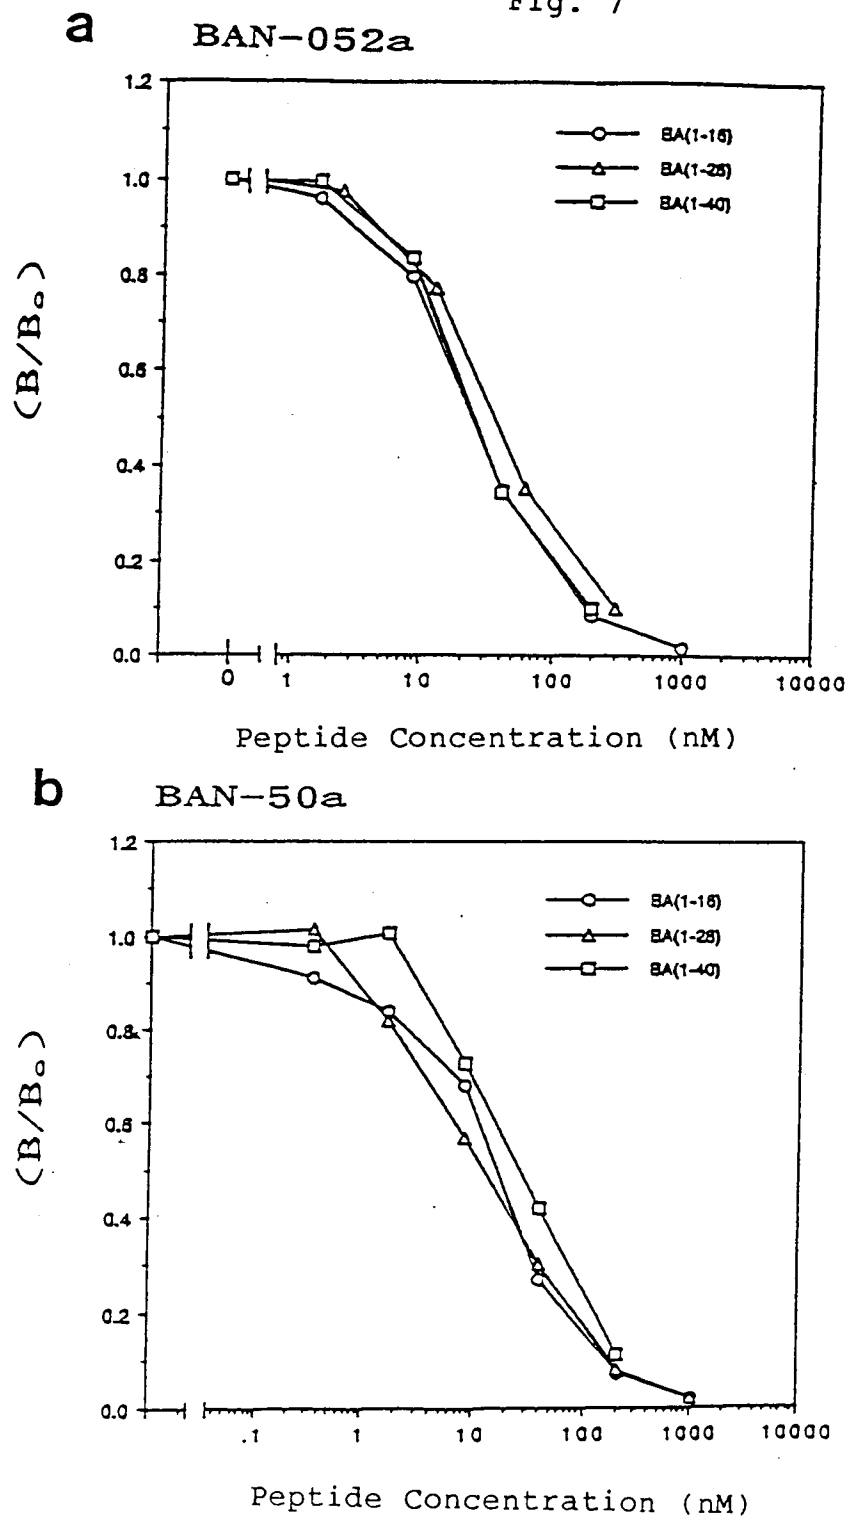 Fig. 7
a
BAN-052a
1.2
1.0
0.8
0.6
0.4
0.2
0.0
(B/Bo)
BA(1-16)
BA(1-28)
BA(1-40)
0
1
10
100
1000
10000
Peptide Concentration (nM)
b
BAN-50a
1.2
1.0
0.8
0.6
0.4
0.2
0.0
(B/Bo)
BA(1-16)
BA(1-28)
BA(1-40)
.1
1
10
100
1000
10000
Peptide Concentration (nM)